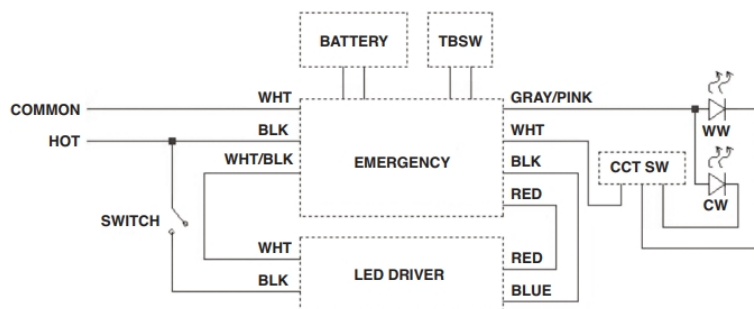 BATTERY
TBSW
COMMON
WHT
GRAY/PINK
HOT
BLK
WHT
WW
WHT/BLK
EMERGENCY
BLK
CCT SW
RED
CW
SWITCH
WHT
LED DRIVER
RED
BLK
BLUE